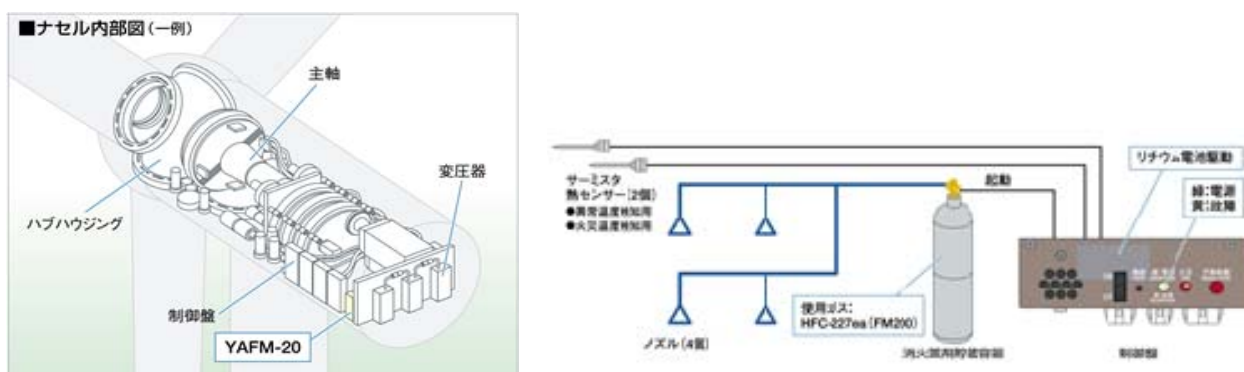 ■ナセル内部図(一例)
主軸
変圧器
ハブハウジング
制御盤
YAFM-20
サーミスタ
熱センサー(2個)
●異常温度検知用
●火災温度検知用
起動
リチウム電池駆動
緑:電源
黄:故障
使用ガス:
HFC-227ea(FM200)
ノズル(4個)
消火薬剤貯蔵容器
制御盤